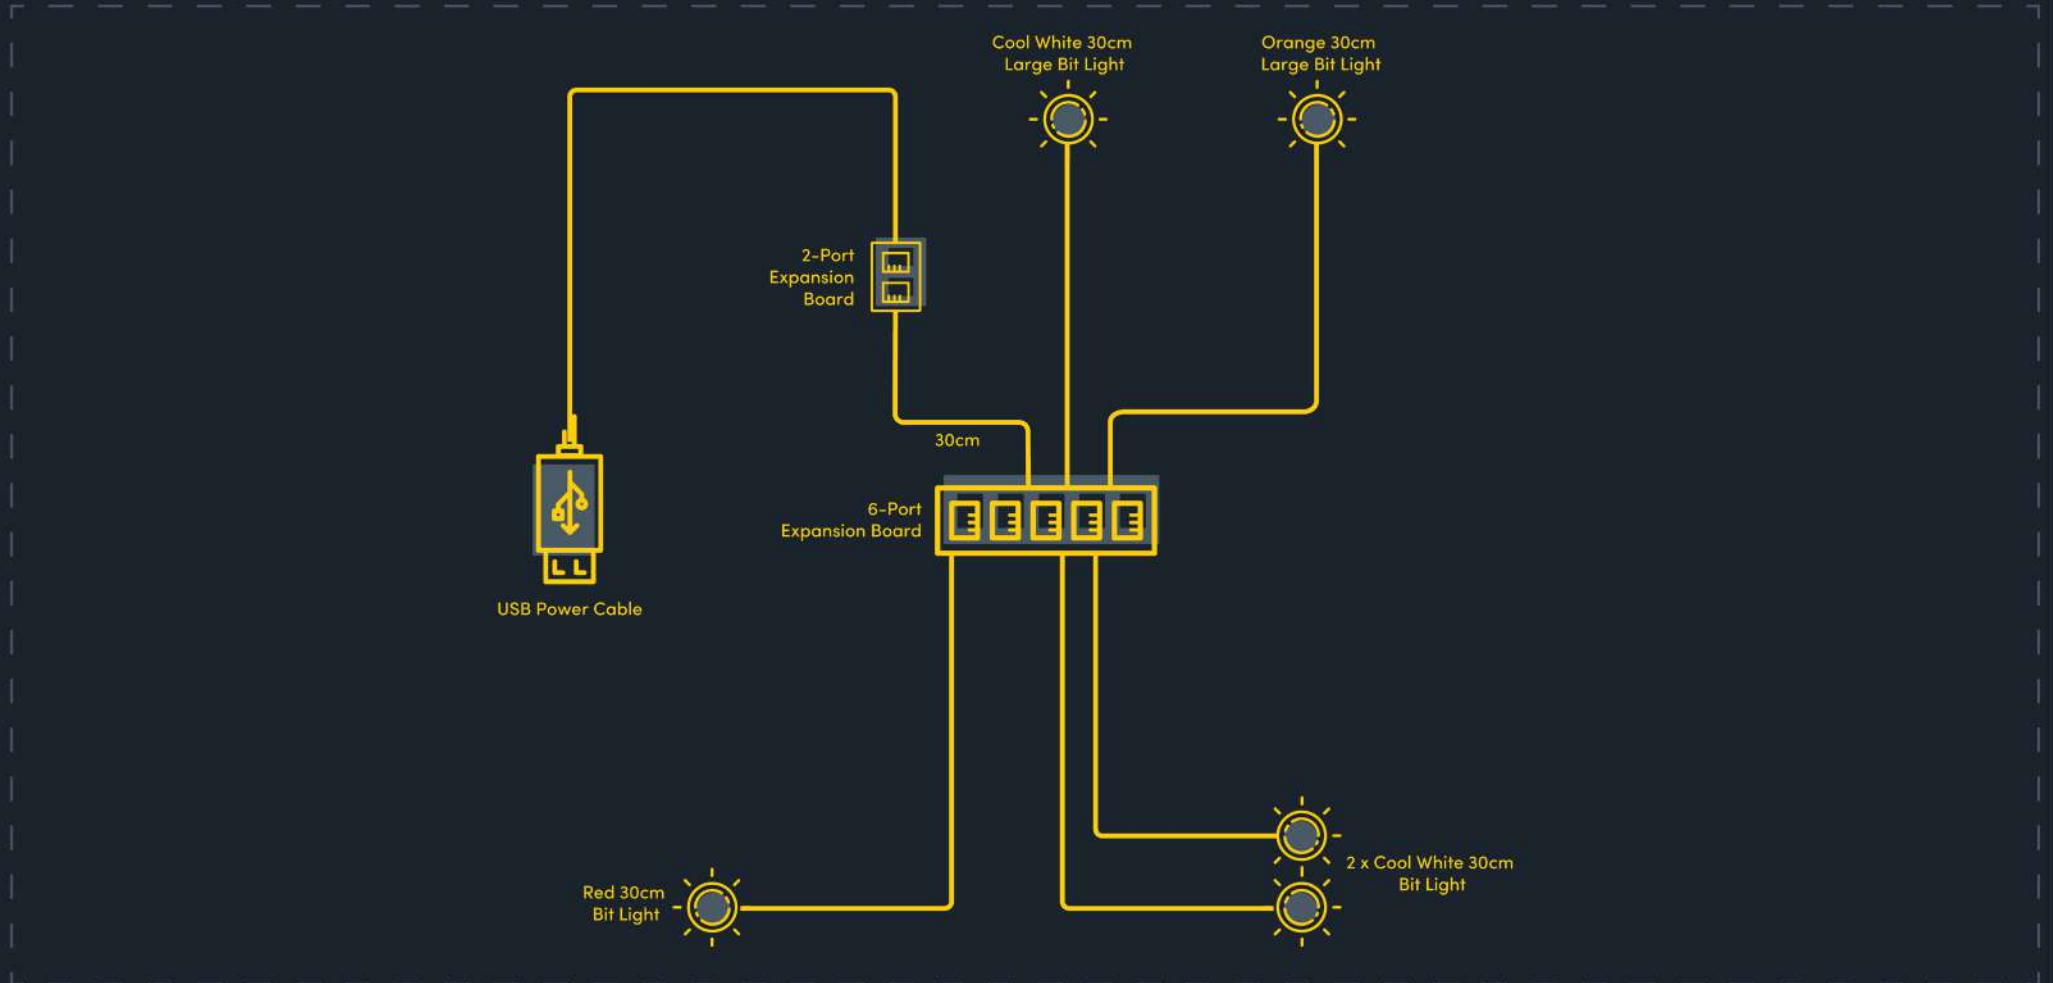 Cool White 30cm
Large Bit Light
Orange 30cm
Large Bit Light
2-Port
Expansion
Board
30cm
6-Port
Expansion Board
USB Power Cable
2 x Cool White 30cm
Bit Light
Red 30cm
Bit Light